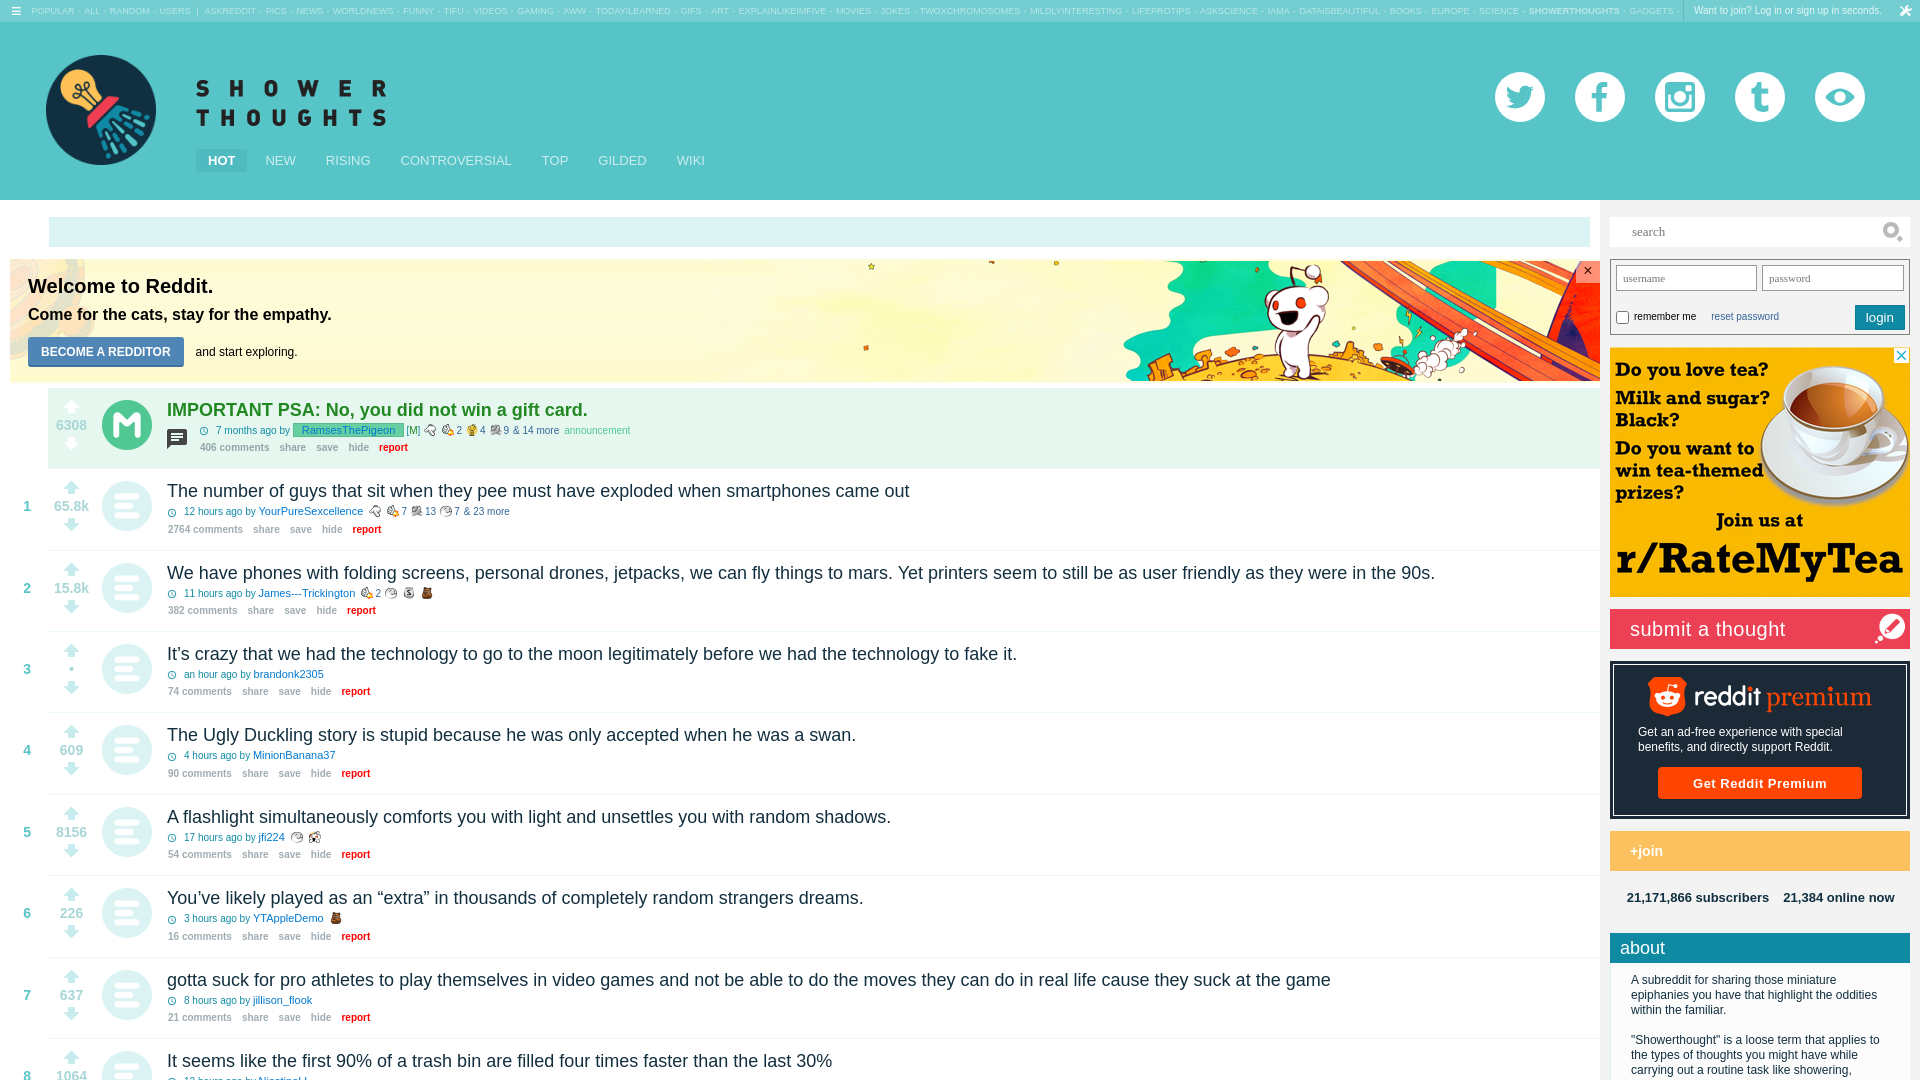 POPULAR - ALL - RANDOM - USERS | ASKREDDIT - PICS - NEWS - WORLDNEWS - FUNNY - TIFU - VIDEOS - GAMING - AWW - TODAYILEARNED - GIFS - ART - EXPLAINLIKEIMFIVE - MOVIES - JOKES - TWOXCHROMOSOMES - MILDLYINTERESTING - LIFEPROTIPS - ASKSCIENCE - IAMA - DATAISBEAUTIFUL - BOOKS - EUROPE - SCIENCE - SHOWERTHOUGHTS - GADGETS -
Want to join? Log in or sign up in seconds.
SHOWER
THOUGHTS
HOT NEW RISING CONTROVERSIAL TOP GILDED WIKI
Welcome to Reddit.
Come for the cats, stay for the empathy.
BECOME A REDDITOR and start exploring.
×
6308
M
IMPORTANT PSA: No, you did not win a gift card.
7 months ago by RamsesThePigeon [M] 2 4 9 & 14 more announcement
406 comments share save hide report
1
65.8k
The number of guys that sit when they pee must have exploded when smartphones came out
12 hours ago by YourPureSexcellence 7 13 7 & 23 more
2764 comments share save hide report
2
15.8k
We have phones with folding screens, personal drones, jetpacks, we can fly things to mars. Yet printers seem to still be as user friendly as they were in the 90s.
11 hours ago by James---Trickington 2
382 comments share save hide report
3
•
It’s crazy that we had the technology to go to the moon legitimately before we had the technology to fake it.
an hour ago by brandonk2305
74 comments share save hide report
4
609
The Ugly Duckling story is stupid because he was only accepted when he was a swan.
4 hours ago by MinionBanana37
90 comments share save hide report
5
8156
A flashlight simultaneously comforts you with light and unsettles you with random shadows.
17 hours ago by jfi224
54 comments share save hide report
6
226
You’ve likely played as an “extra” in thousands of completely random strangers dreams.
3 hours ago by YTAppleDemo
16 comments share save hide report
7
637
gotta suck for pro athletes to play themselves in video games and not be able to do the moves they can do in real life cause they suck at the game
8 hours ago by jillison_flook
21 comments share save hide report
8
1064
It seems like the first 90% of a trash bin are filled four times faster than the last 30%
search
username password
remember me reset password login
Do you love tea?
Milk and sugar?
Black?
Do you want to
win tea-themed
prizes?
Join us at
r/RateMyTea
submit a thought
reddit premium
Get an ad-free experience with special
benefits, and directly support Reddit.
Get Reddit Premium
+join
21,171,866 subscribers 21,384 online now
about
A subreddit for sharing those miniature
epiphanies you have that highlight the oddities
within the familiar.
"Showerthought" is a loose term that applies to
the types of thoughts you might have while
carrying out a routine task like showering,